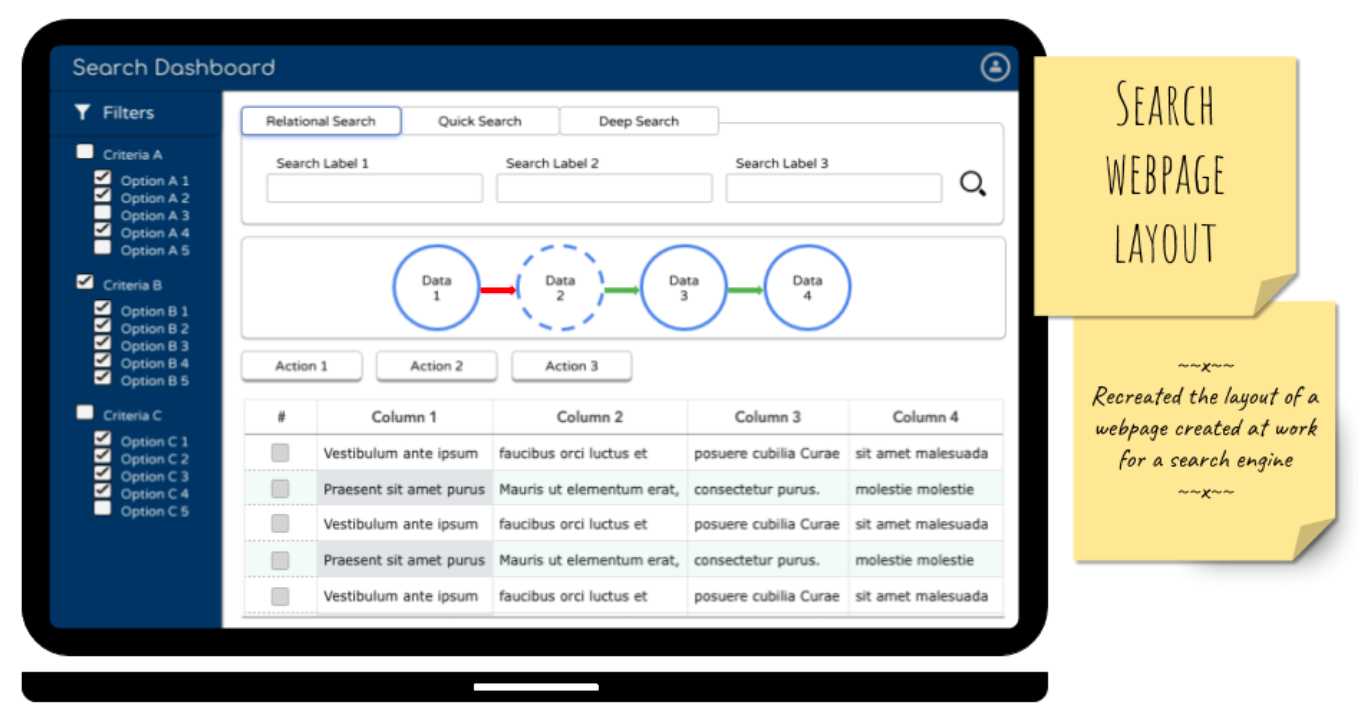 Search Dashboard
Filters
Criteria A
Option A 1
Option A 2
Option A 3
Option A 4
Option A 5
Criteria B
Option B 1
Option B 2
Option B 3
Option B 4
Option B 5
Criteria C
Option C 1
Option C 2
Option C 3
Option C 4
Option C 5
Relational Search Quick Search Deep Search
Search Label 1 Search Label 2 Search Label 3
Data 
1
Data 
2
Data 
3
Data 
4
Action 1 Action 2 Action 3
# Column 1 Column 2 Column 3 Column 4
Vestibulum ante ipsum faucibus orci luctus et posuere cubilia Curae sit amet malesuada
Praesent sit amet purus Mauris ut elementum erat, consectetur purus. molestie molestie
Vestibulum ante ipsum faucibus orci luctus et posuere cubilia Curae sit amet malesuada
Praesent sit amet purus Mauris ut elementum erat, consectetur purus. molestie molestie
Vestibulum ante ipsum faucibus orci luctus et posuere cubilia Curae sit amet malesuada
SEARCH
WEBPAGE
LAYOUT
~~x~~
Recreated the layout of a
webpage created at work
for a search engine
~~x~~